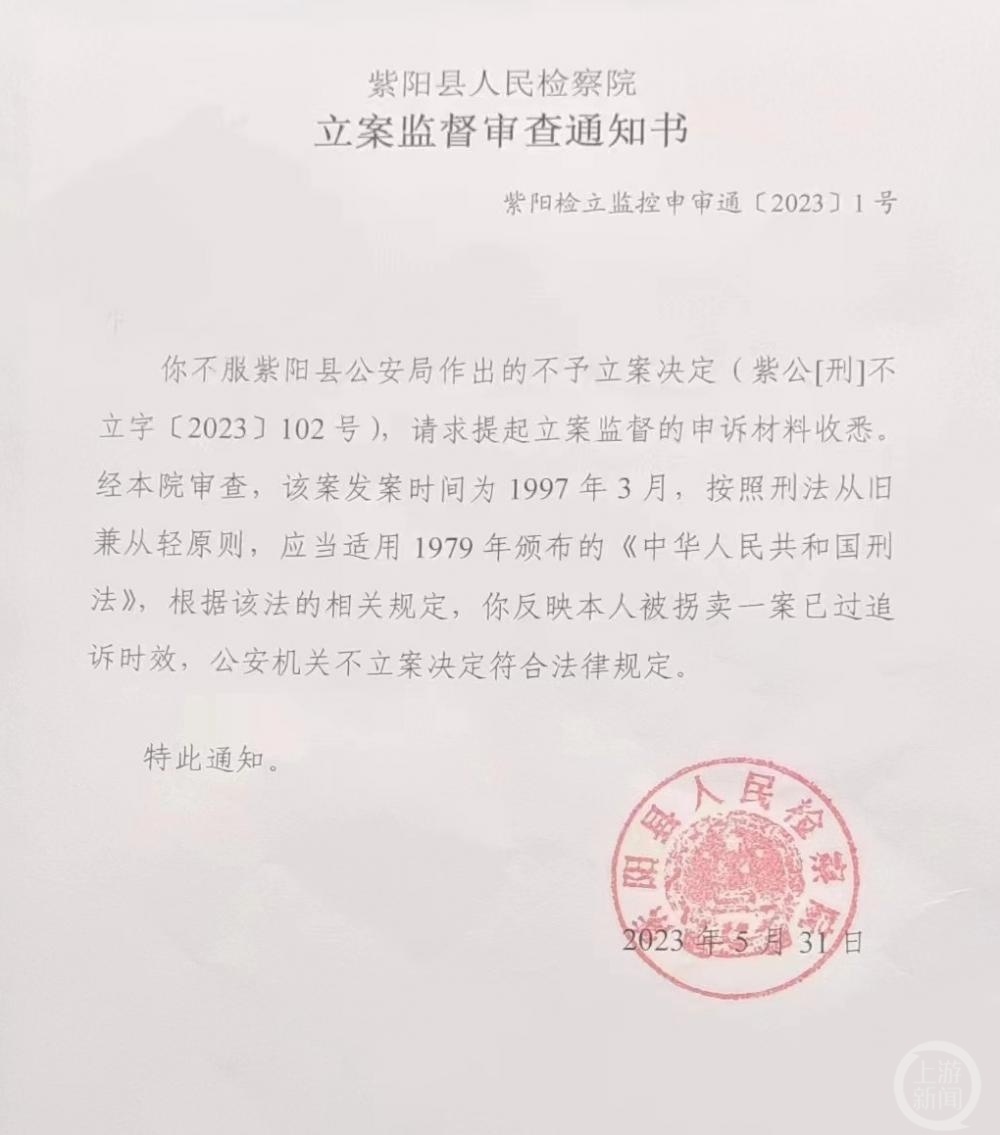 紫阳县人民检察院
立案监督审查通知书
紫阳检立监控申审通〔2023〕1号
你不服紫阳县公安局作出的不予立案决定（紫公[刑]不
立字〔2023〕102号），请求提起立案监督的申诉材料收悉。
经本院审查，该案发案时间为1997年3月，按照刑法从旧
兼从轻原则，应当适用1979年颁布的《中华人民共和国刑
法》，根据该法的相关规定，你反映本人被拐卖一案已过追
诉时效，公安机关不立案决定符合法律规定。
特此通知。
紫阳县人民检察院
2023年5月31日
上游
新闻